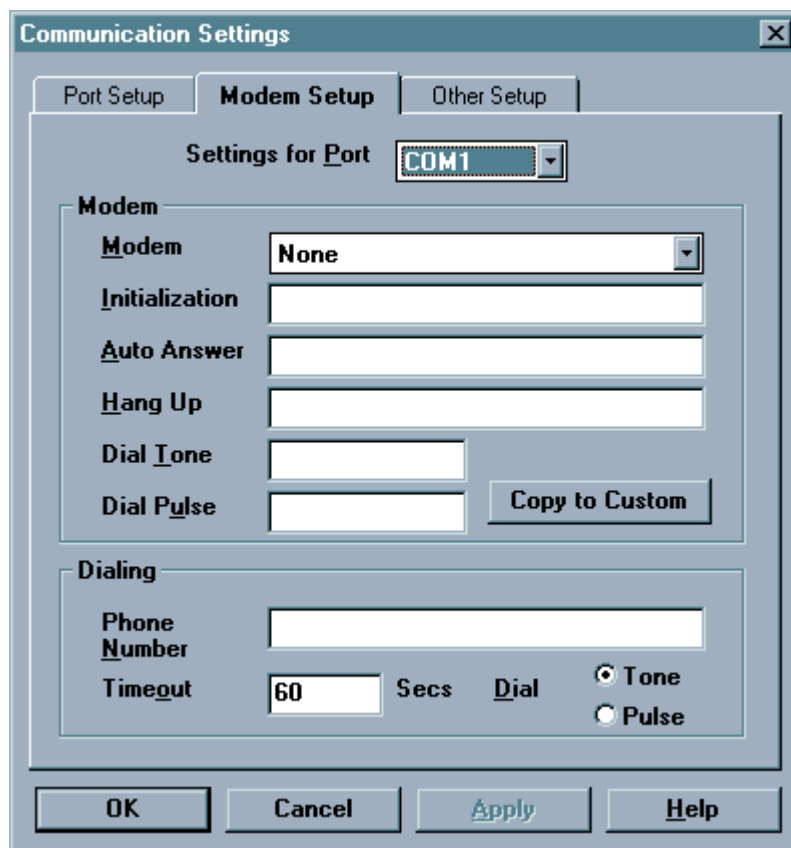 Communication Settings
Port Setup Modem Setup Other Setup
Settings for Port COM1
Modem
Modem None
Initialization
Auto Answer
Hang Up
Dial Tone
Dial Pulse Copy to Custom
Dialing
Phone
Number
Timeout 60 Secs Dial Tone
Pulse
OK Cancel Apply Help